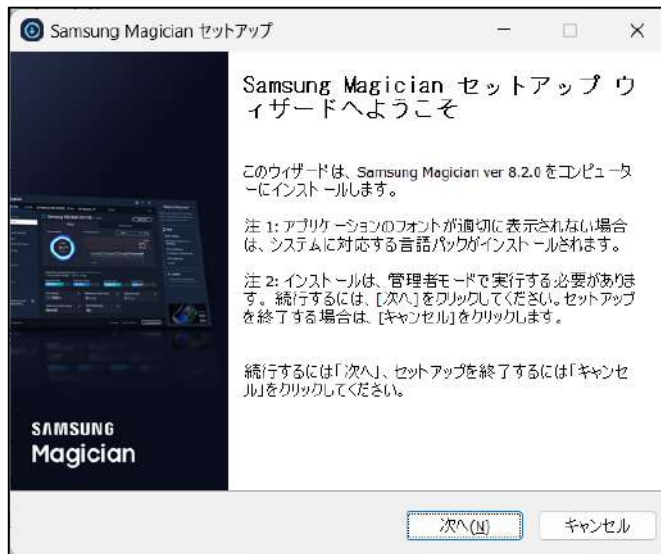 Samsung Magician セットアップ
Samsung Magician セットアップ ウ
ィザードへようこそ
このウィザードは、Samsung Magician ver 8.2.0 をコンピュータ
ーにインストールします。
注 1: アプリケーションのフォントが適切に表示されない場合
は、システムに対応する言語パックがインストールされます。
注 2: インストールは、管理者モードで実行する必要がありま
す。続行するには、[次へ]をクリックしてください。セットアップ
を終了する場合は、[キャンセル]をクリックします。
続行するには「次へ」、セットアップを終了するには「キャンセ
ル」をクリックしてください。
SAMSUNG
Magician
次へ(N)
キャンセル